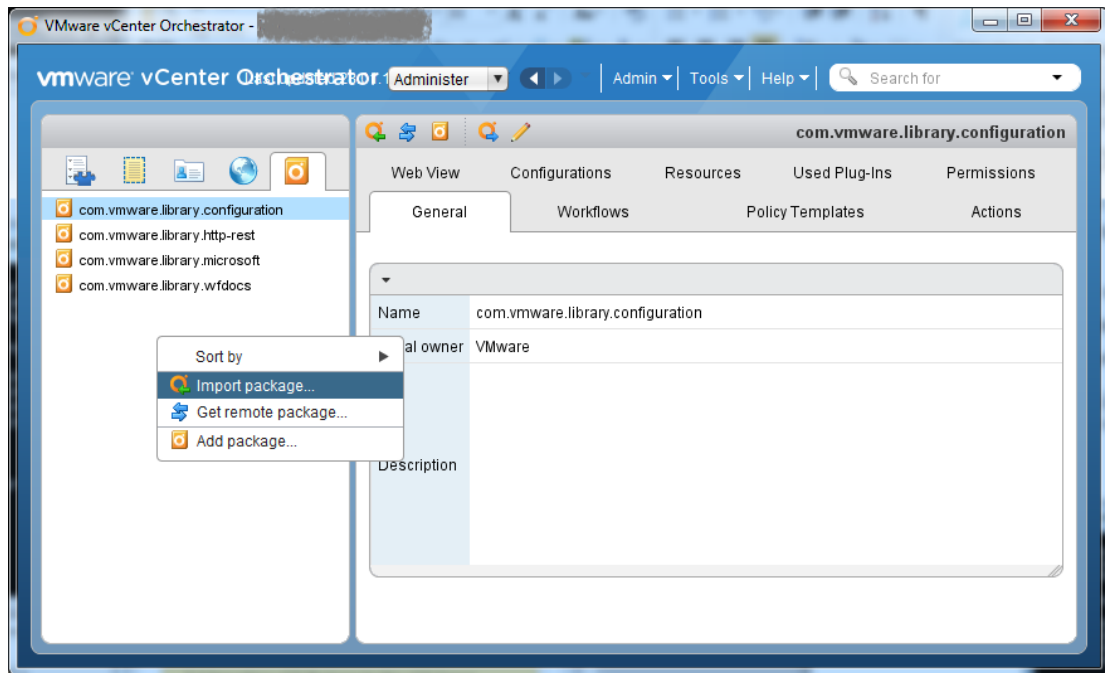 VMware vCenter Orchestrator -
vmware vCenter Orchestrator
Administer
Admin
Tools
Help
Search for
com.vmware.library.configuration
Web View Configurations Resources Used Plug-Ins Permissions
General Workflows Policy Templates Actions
com.vmware.library.configuration
com.vmware.library.http-rest
com.vmware.library.microsoft
com.vmware.library.wfdocs
Sort by
Import package...
Get remote package...
Add package...
Name com.vmware.library.configuration
al owner VMware
Description